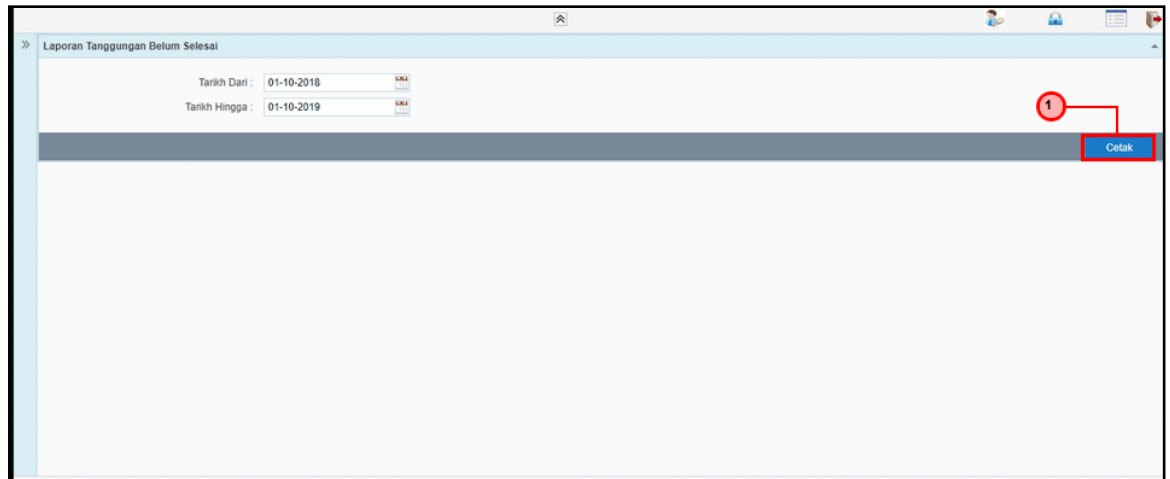 Laporan Tanggungan Belum Selesai
Tarikh Dari : 01-10-2018
Tarikh Hingga : 01-10-2019
1
Cetak